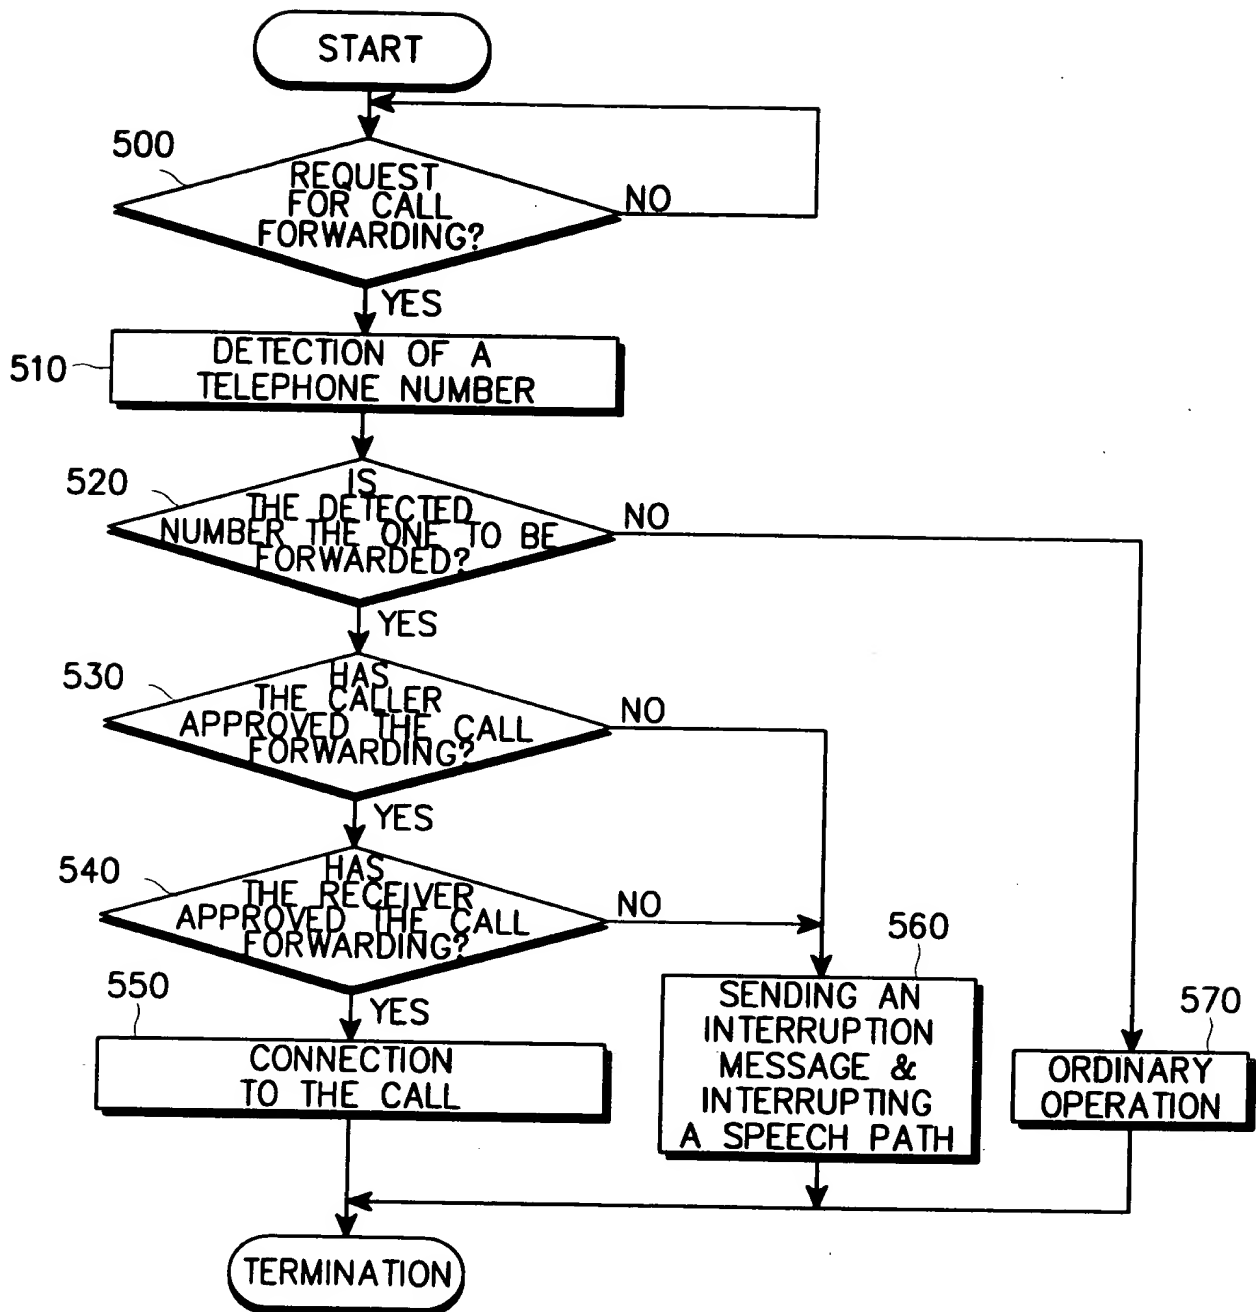 START
500
REQUEST
FOR CALL
FORWARDING?
NO
YES
510
DETECTION OF A
TELEPHONE NUMBER
520
IS
THE DETECTED
NUMBER THE ONE TO BE
FORWARDED?
NO
YES
530
HAS
THE CALLER
APPROVED THE CALL
FORWARDING?
NO
YES
540
HAS
THE RECEIVER
APPROVED THE CALL
FORWARDING?
NO
YES
550
CONNECTION
TO THE CALL
560
SENDING AN
INTERRUPTION
MESSAGE &
INTERRUPTING
A SPEECH PATH
570
ORDINARY
OPERATION
TERMINATION